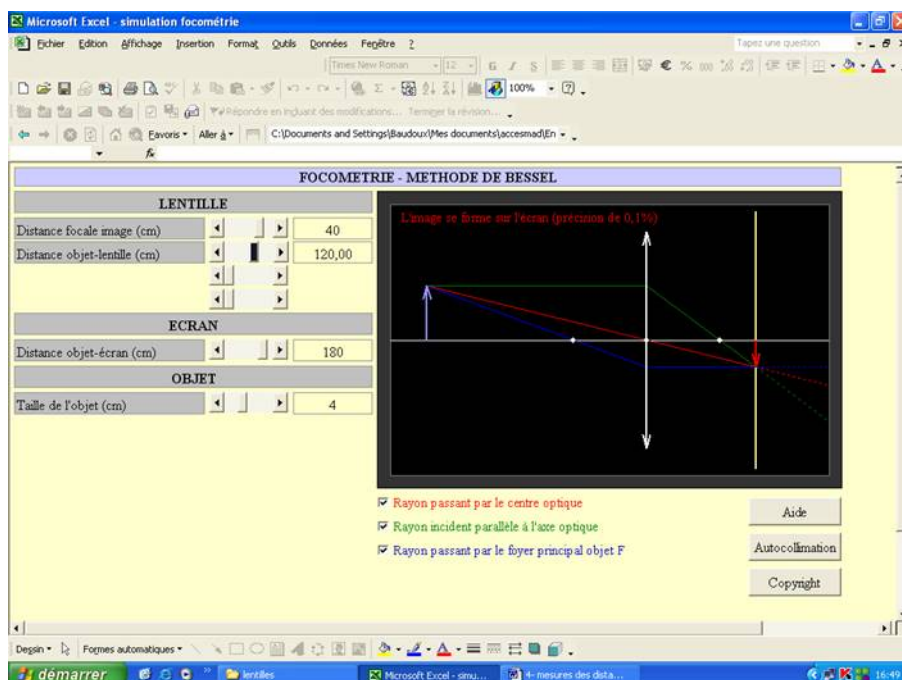 Microsoft Excel - simulation focométrie
Fichier Edition Affichage Insertion Format Outils Données Fenêtre ? Tapez une question
Times New Roman 12 G I S € % 000
100%
Répondre en incluant des modifications... Terminer la révision...
Favoris Aller à C:\Documents and Settings\Baudoux\Mes documents\accesmad\En
fx
FOCOMETRIE - METHODE DE BESSEL
LENTILLE
Distance focale image (cm) 40
Distance objet-lentille (cm) 120,00
ECRAN
Distance objet-écran (cm) 180
OBJET
Taille de l'objet (cm) 4
L'image se forme sur l'écran (précision de 0,1%)
Rayon passant par le centre optique
Rayon incident parallèle à l'axe optique
Rayon passant par le foyer principal objet F
Aide
Autocollimation
Copyright
Dessin Formes automatiques
démarrer lentilles Microsoft Excel - simu... 4- mesures des dista... 16:49